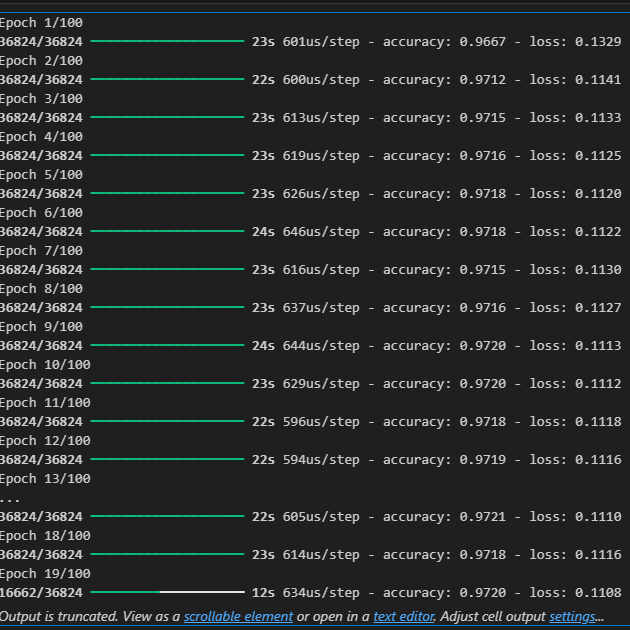 Epoch 1/100
36824/36824 23s 601us/step - accuracy: 0.9667 - loss: 0.1329
Epoch 2/100
36824/36824 22s 600us/step - accuracy: 0.9712 - loss: 0.1141
Epoch 3/100
36824/36824 23s 613us/step - accuracy: 0.9715 - loss: 0.1133
Epoch 4/100
36824/36824 23s 619us/step - accuracy: 0.9716 - loss: 0.1125
Epoch 5/100
36824/36824 23s 626us/step - accuracy: 0.9718 - loss: 0.1120
Epoch 6/100
36824/36824 24s 646us/step - accuracy: 0.9718 - loss: 0.1122
Epoch 7/100
36824/36824 23s 616us/step - accuracy: 0.9715 - loss: 0.1130
Epoch 8/100
36824/36824 23s 637us/step - accuracy: 0.9716 - loss: 0.1127
Epoch 9/100
36824/36824 24s 644us/step - accuracy: 0.9720 - loss: 0.1113
Epoch 10/100
36824/36824 23s 629us/step - accuracy: 0.9720 - loss: 0.1112
Epoch 11/100
36824/36824 22s 596us/step - accuracy: 0.9718 - loss: 0.1118
Epoch 12/100
36824/36824 22s 594us/step - accuracy: 0.9719 - loss: 0.1116
Epoch 13/100
...
36824/36824 22s 605us/step - accuracy: 0.9721 - loss: 0.1110
Epoch 18/100
36824/36824 23s 614us/step - accuracy: 0.9718 - loss: 0.1116
Epoch 19/100
16662/36824 12s 634us/step - accuracy: 0.9720 - loss: 0.1108
Output is truncated. View as a scrollable element or open in a text editor. Adjust cell output settings...